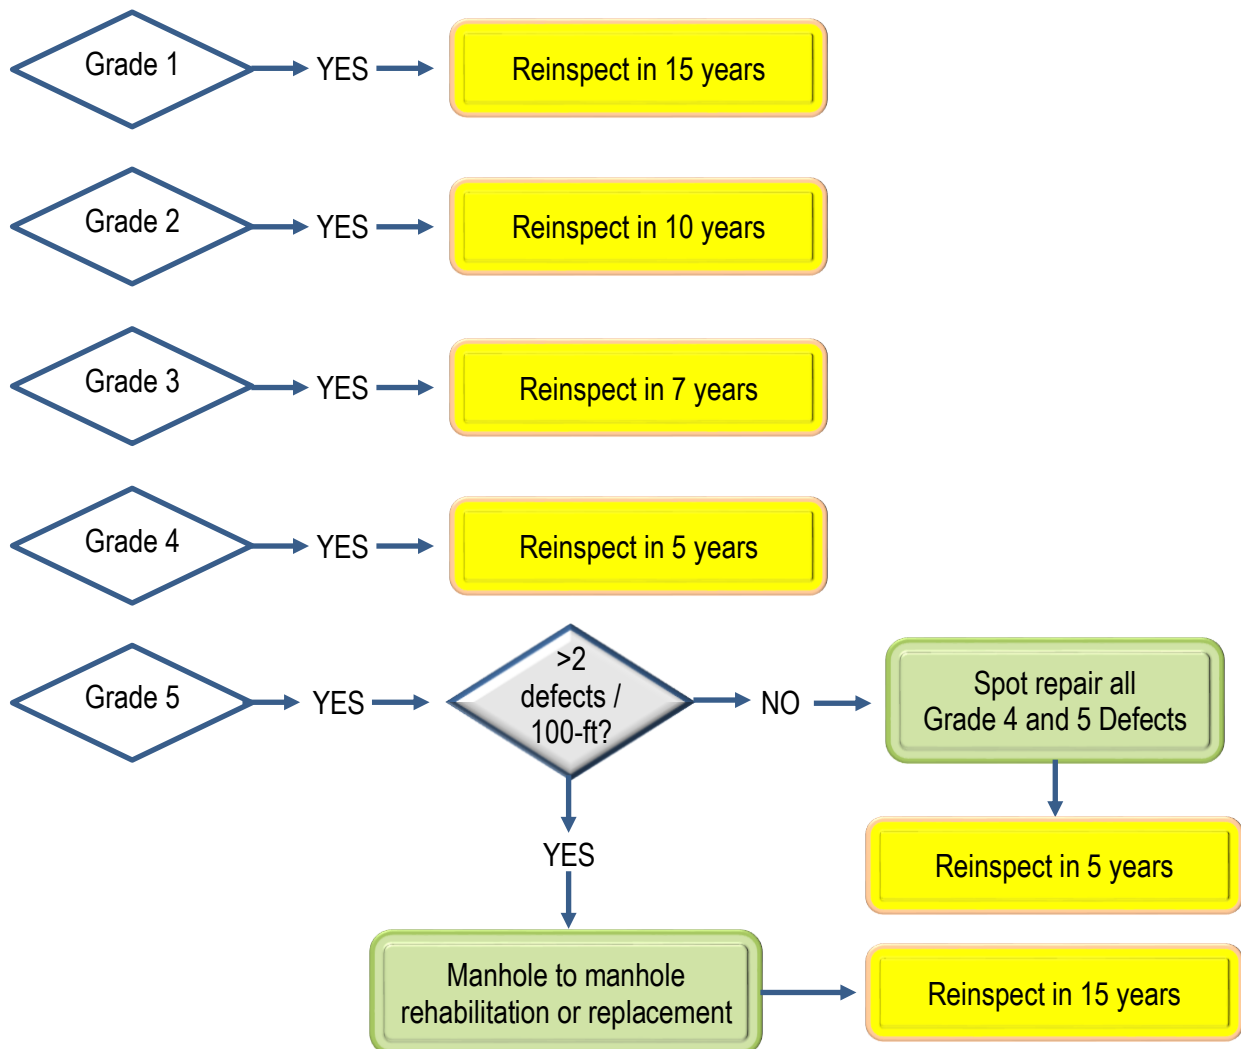 Grade 1
YES
Reinspect in 15 years
Grade 2
YES
Reinspect in 10 years
Grade 3
YES
Reinspect in 7 years
Grade 4
YES
Reinspect in 5 years
Grade 5
YES
>2
defects /
100-ft?
NO
Spot repair all
Grade 4 and 5 Defects
Reinspect in 5 years
YES
Manhole to manhole
rehabilitation or replacement
Reinspect in 15 years